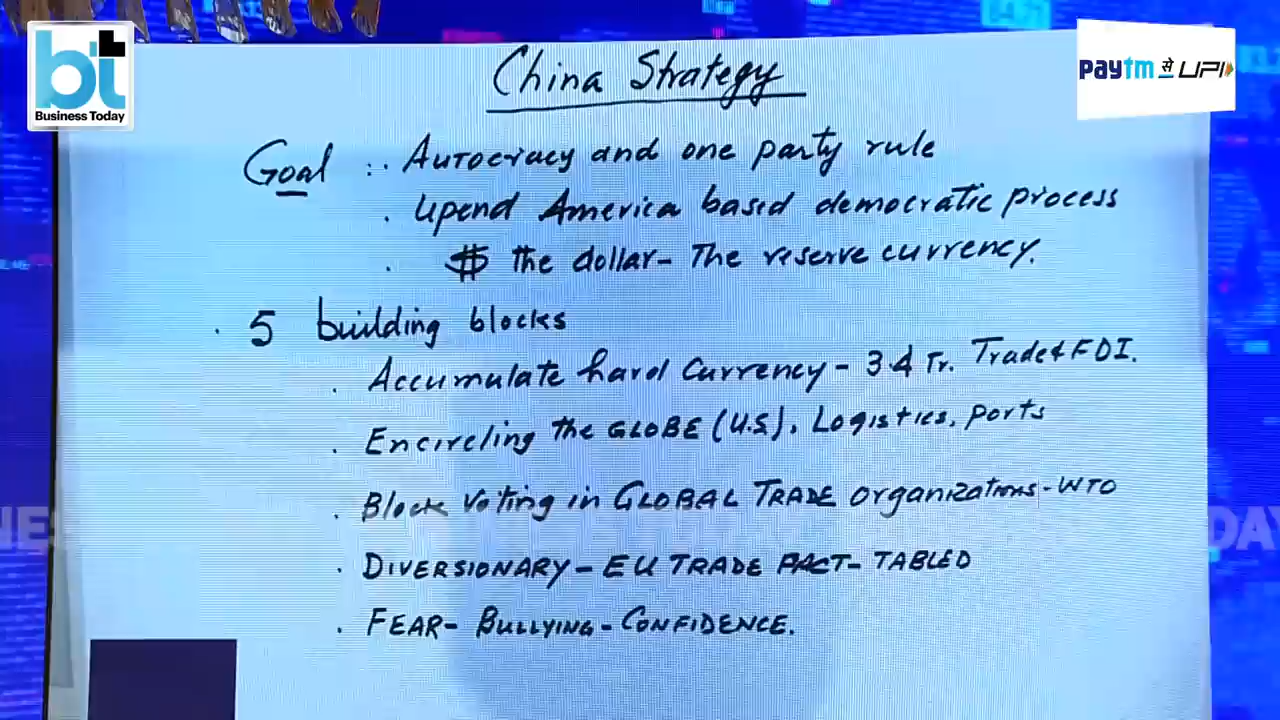 China Strategy
bt
Business Today
paytm से UPI
Goal : . Autocracy and one party rule
. Upend America based democratic process
. $ the dollar - The reserve currency.
. 5 building blocks
. Accumulate hard Currency - 3.4 Tr. Trade & FDI.
. Encircling the GLOBE (U.S). Logistics, Ports
. Block Voting in GLOBAL TRADE organizations - WTO
. DIVERSIONARY - EU TRADE PACT - TABLED
. FEAR - BULLYING - CONFIDENCE.